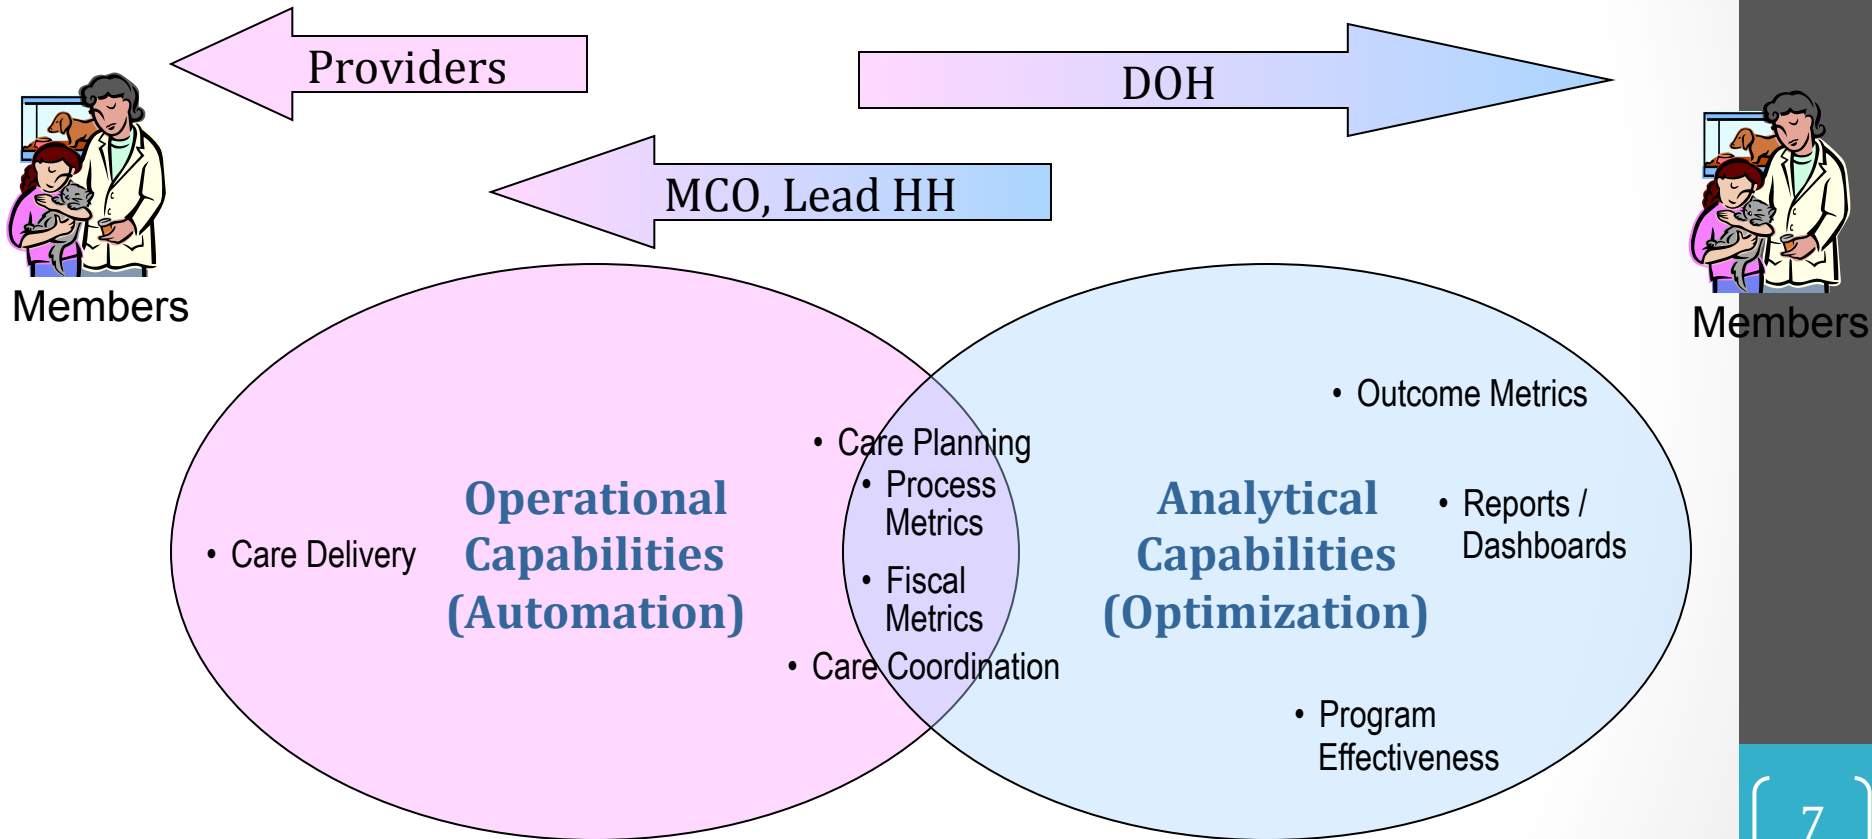 Providers
DOH
MCO, Lead HH
Members
Members
• Outcome Metrics
• Care Planning
• Process
Metrics
Operational
Capabilities
(Automation)
Analytical
Capabilities
(Optimization)
• Reports /
Dashboards
• Care Delivery
• Fiscal
Metrics
• Care Coordination
• Program
Effectiveness
7